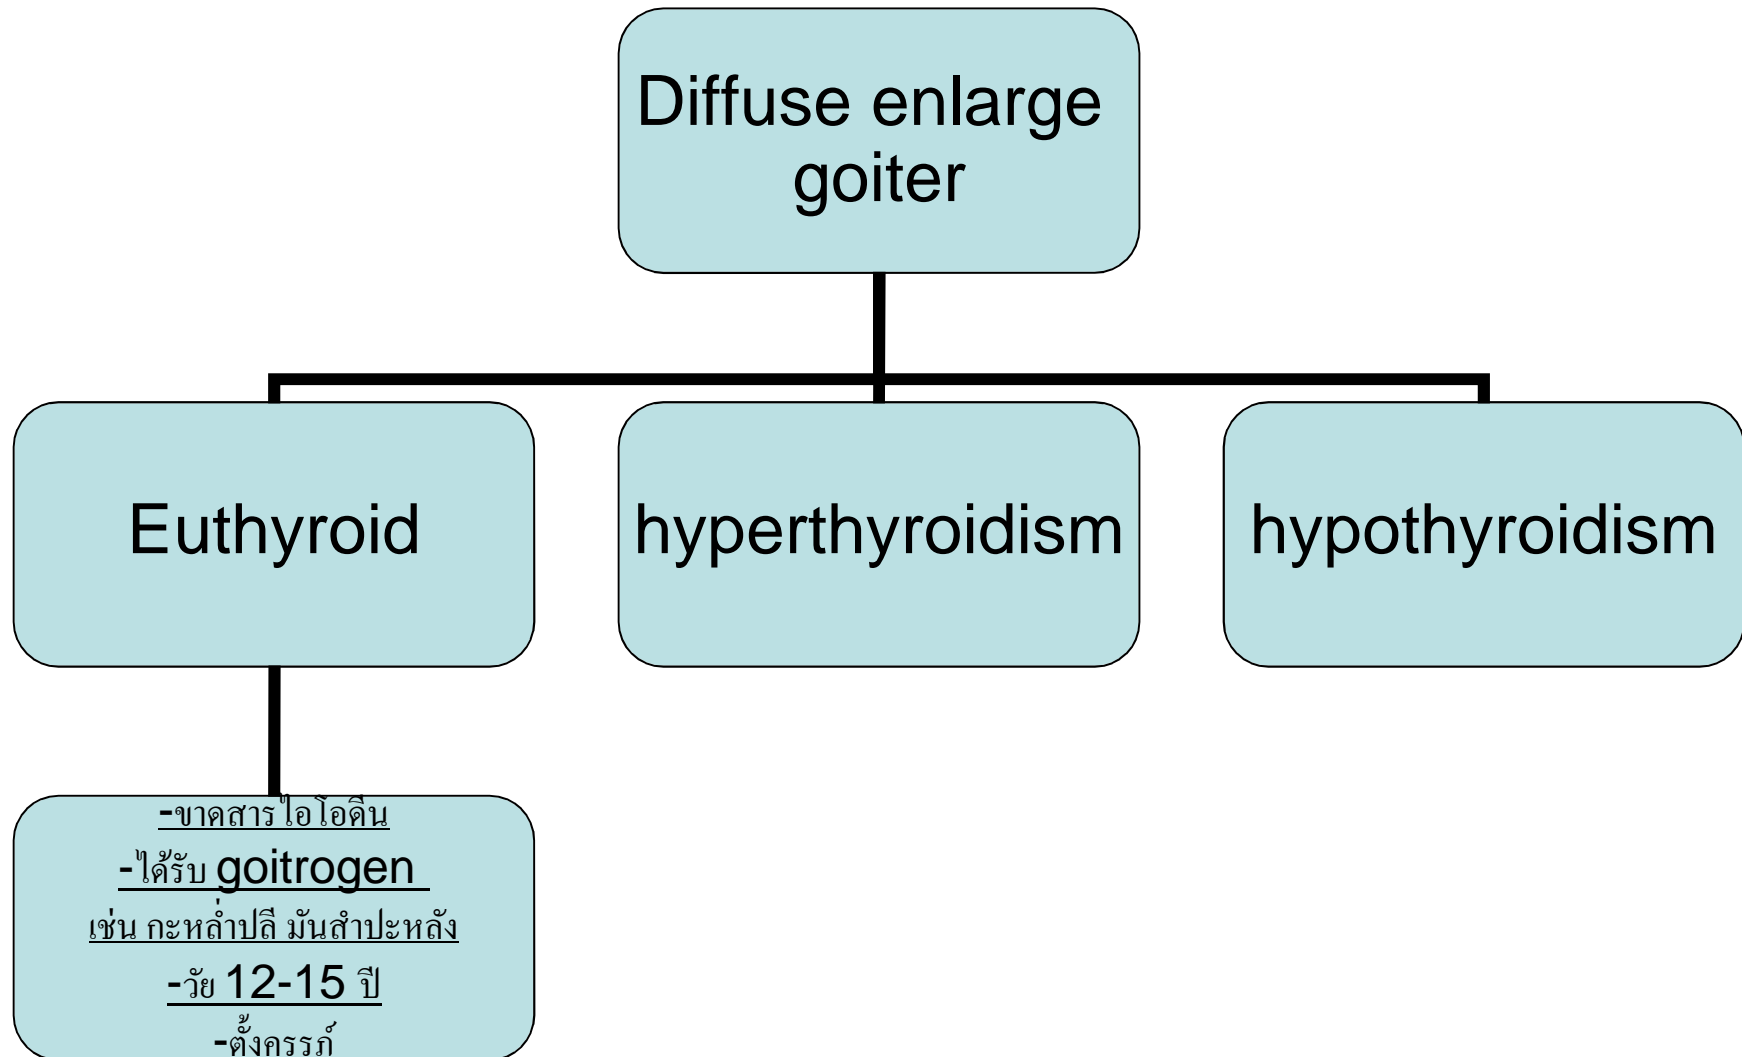 Diffuse enlarge
goiter
Euthyroid
hyperthyroidism
hypothyroidism
-ขาดสารไอโอดีน
-ได้รับ goitrogen
เช่น กะหล่ำปลี มันสำปะหลัง
-วัย 12-15 ปี
-ตั้งครรภ์